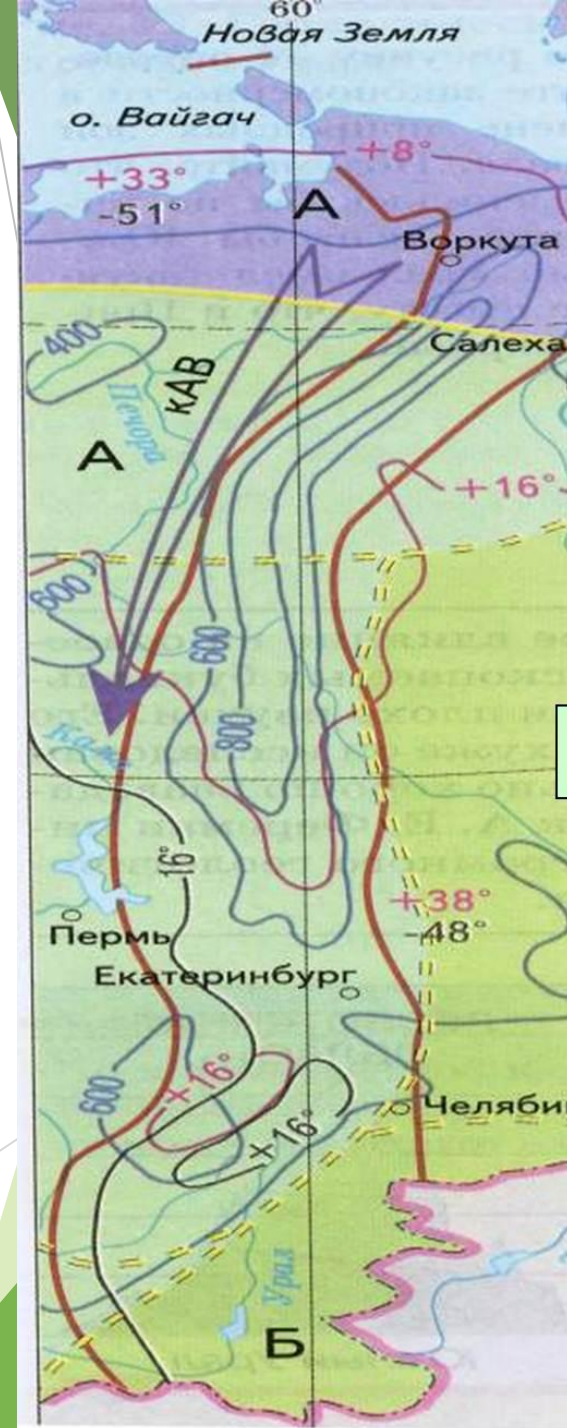 60°
Новая Земля
о. Вайгач
+8°
+33°
-51°
А
Воркута
Салеха
400
кАВ
Печора
А
+16°
600
600
800
16°
+38°
-48°
Пермь
Екатеринбург
600
+16°
+16°
Челяби
Урал
Б